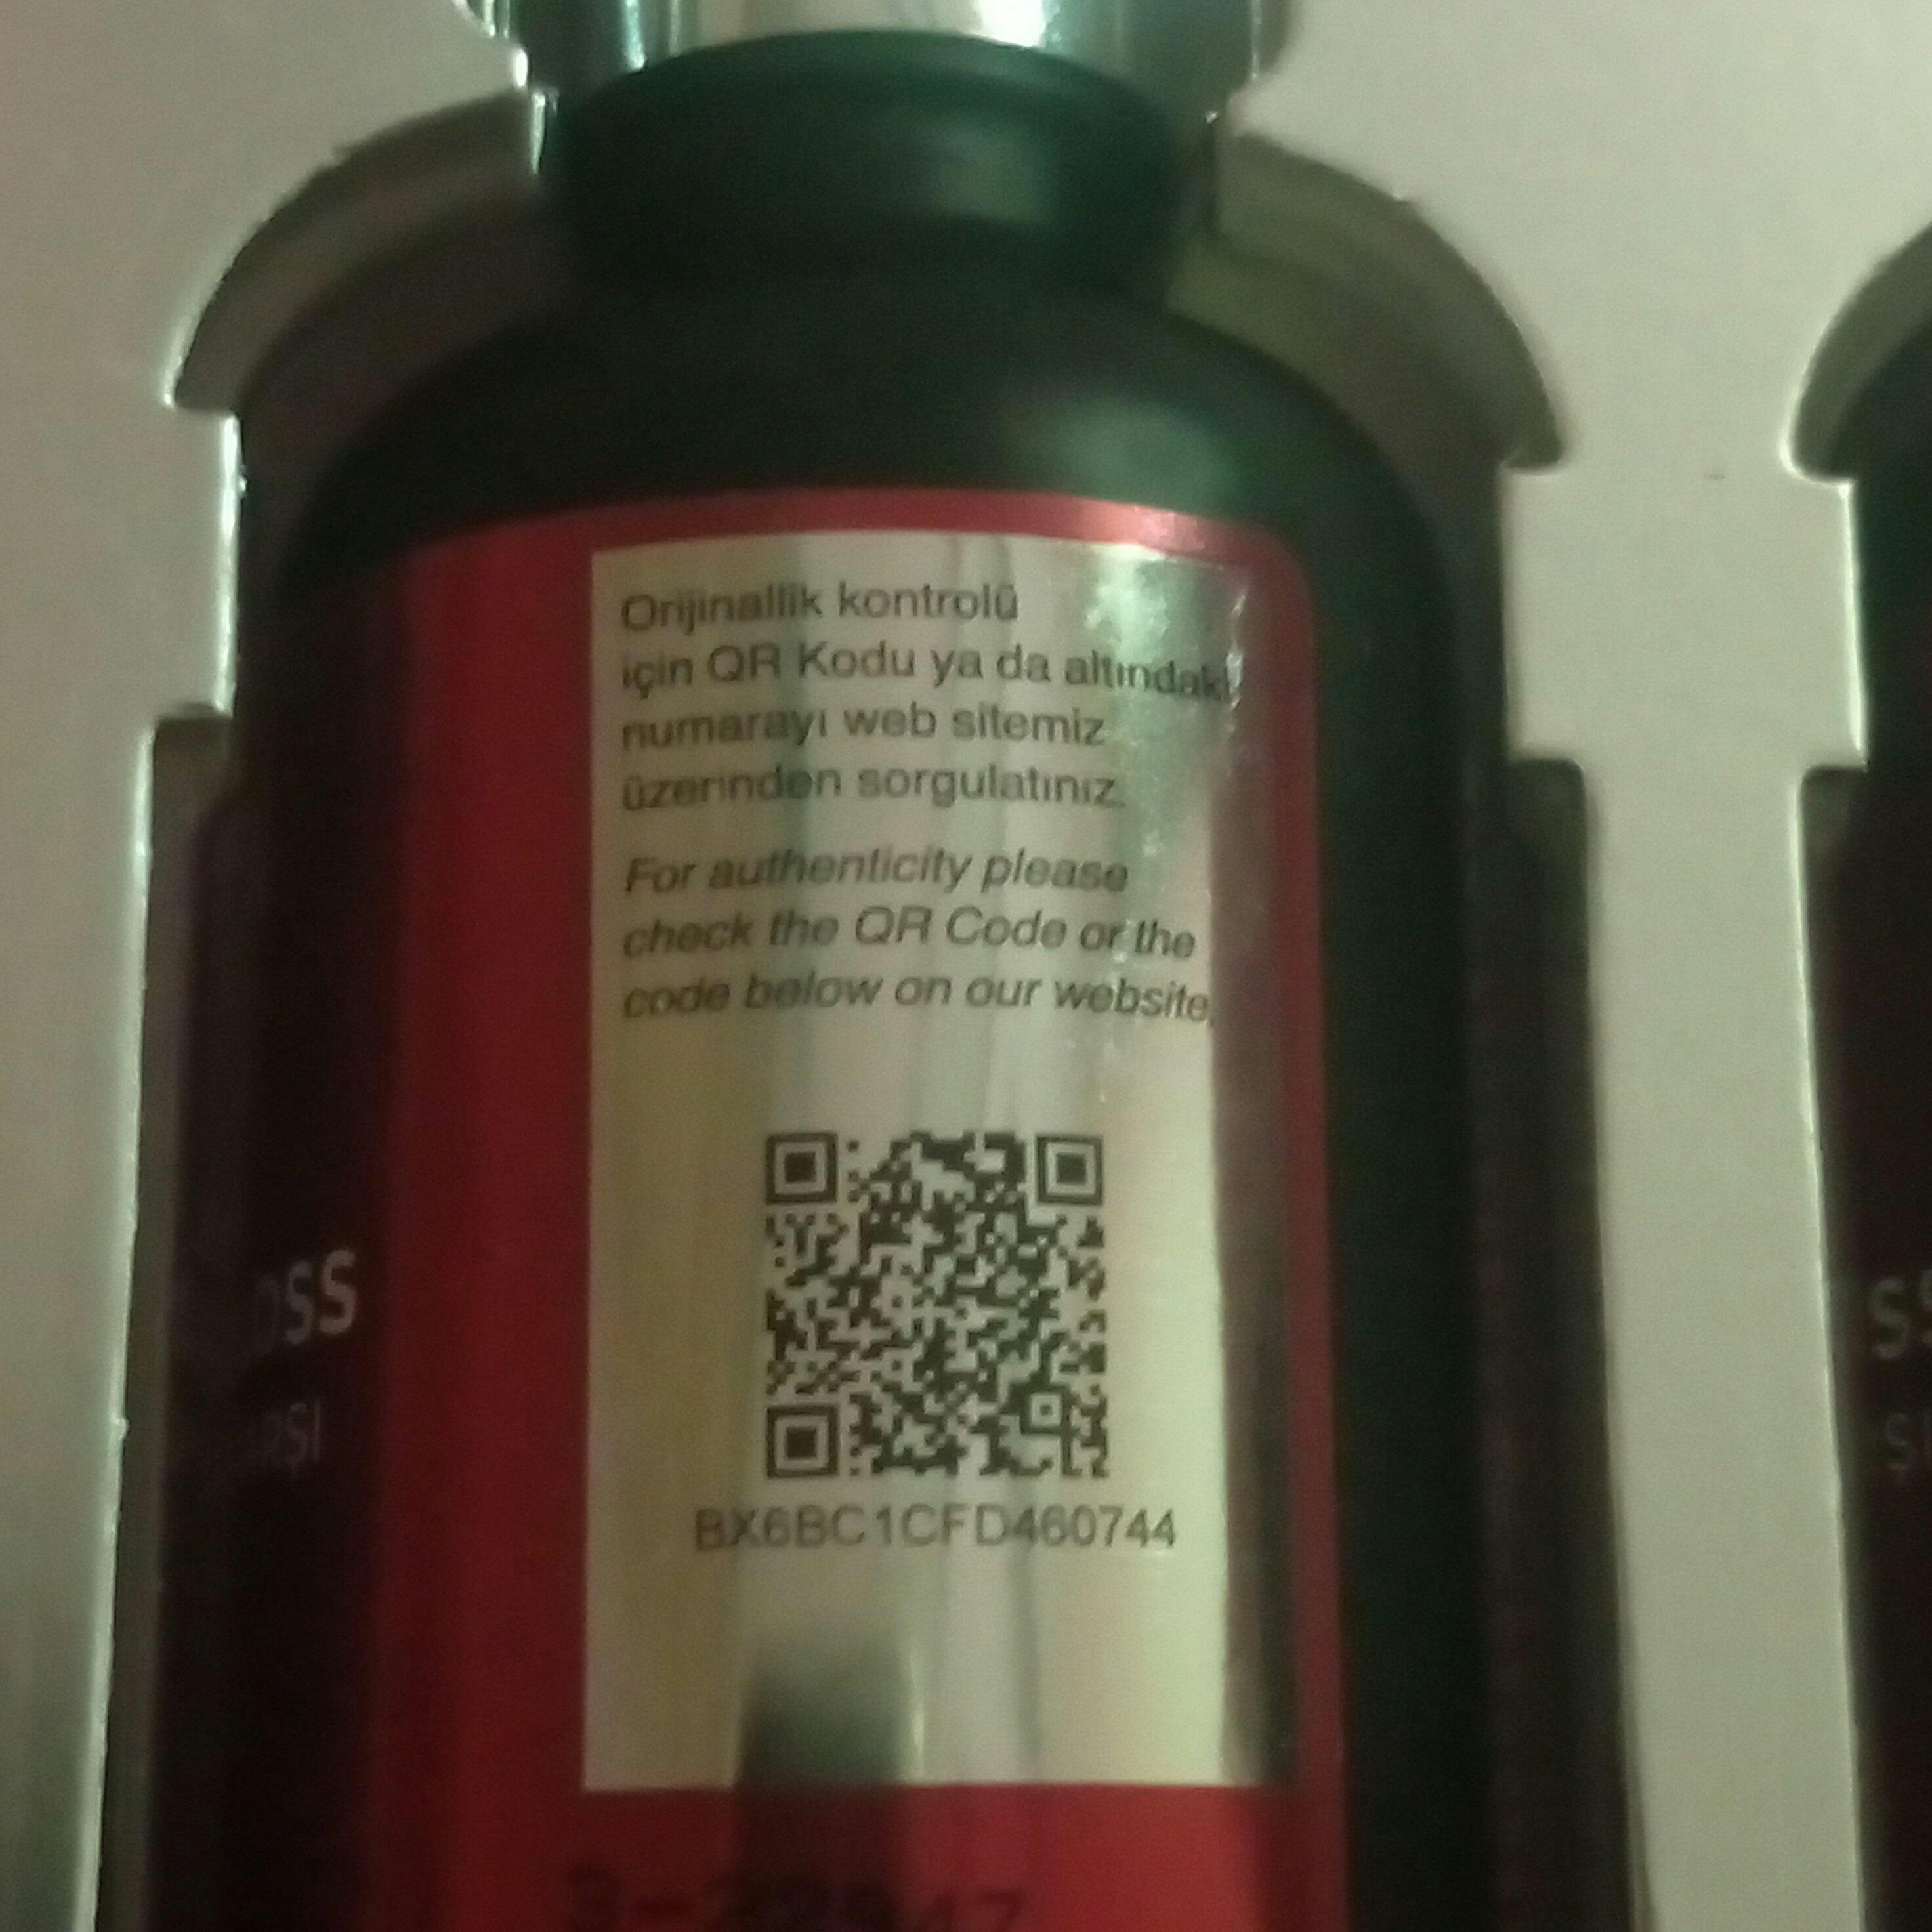 Orijinallik kontrolü
için QR Kodu ya da altındaki
numarayı web sitemiz
üzerinden sorgulatınız.
For authenticity please
check the QR Code or the
code below on our website.
BX6BC1CFD460744